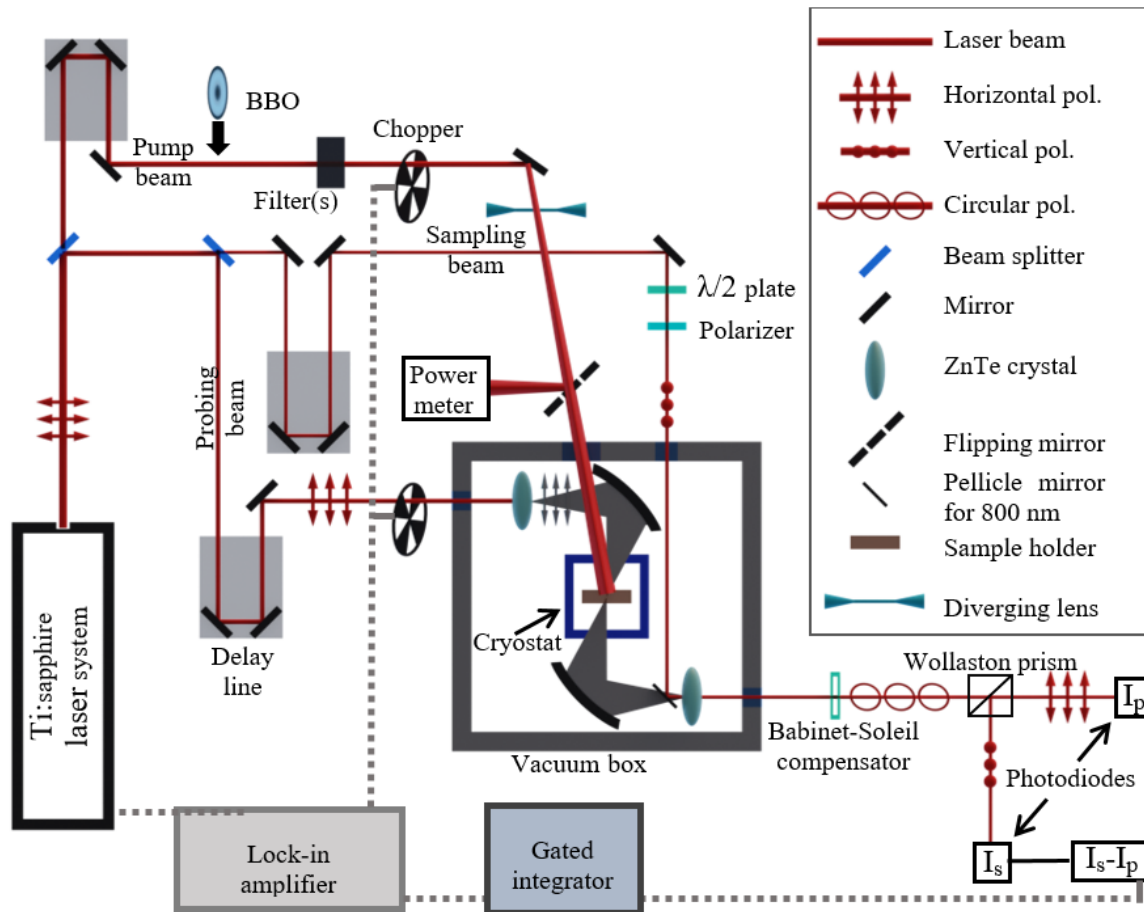 BBO
Pump
beam
Filter(s)
Chopper
Sampling
beam
λ/2 plate
Polarizer
Probing
beam
Power
meter
Delay
line
Cryostat
Vacuum box
Ti:sapphire
laser system
Babinet-Soleil
compensator
Wollaston prism
Ip
Photodiodes
Is
Is-Ip
Lock-in
amplifier
Gated
integrator
Laser beam
Horizontal pol.
Vertical pol.
Circular pol.
Beam splitter
Mirror
ZnTe crystal
Flipping mirror
Pellicle mirror
for 800 nm
Sample holder
Diverging lens